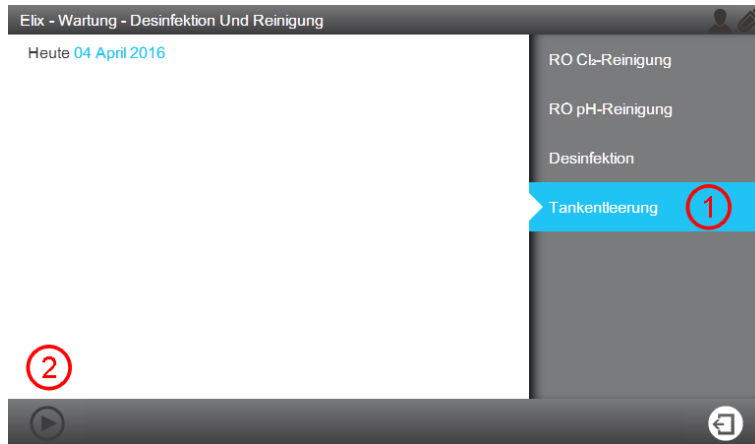 Elix - Wartung - Desinfektion Und Reinigung
Heute 04 April 2016
RO Cl₂-Reinigung
RO pH-Reinigung
Desinfektion
Tankentleerung
1
2